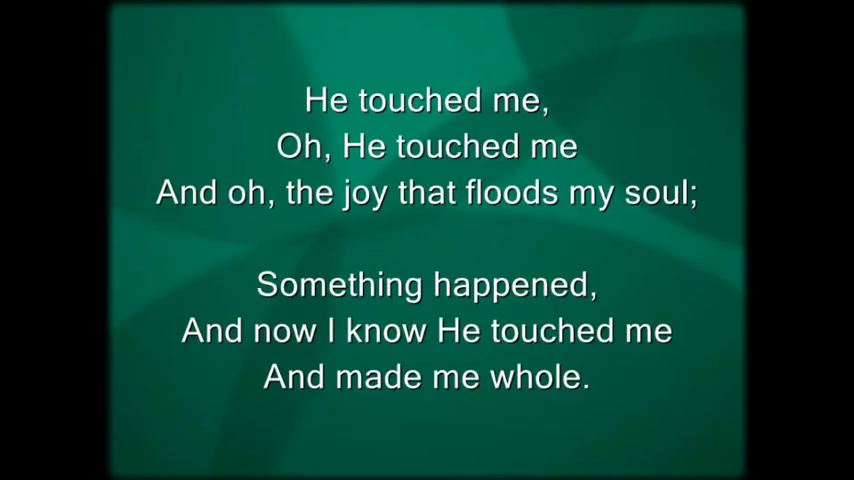 He touched me,
Oh, He touched me
And oh, the joy that floods my soul;
Something happened,
And now I know He touched me
And made me whole.